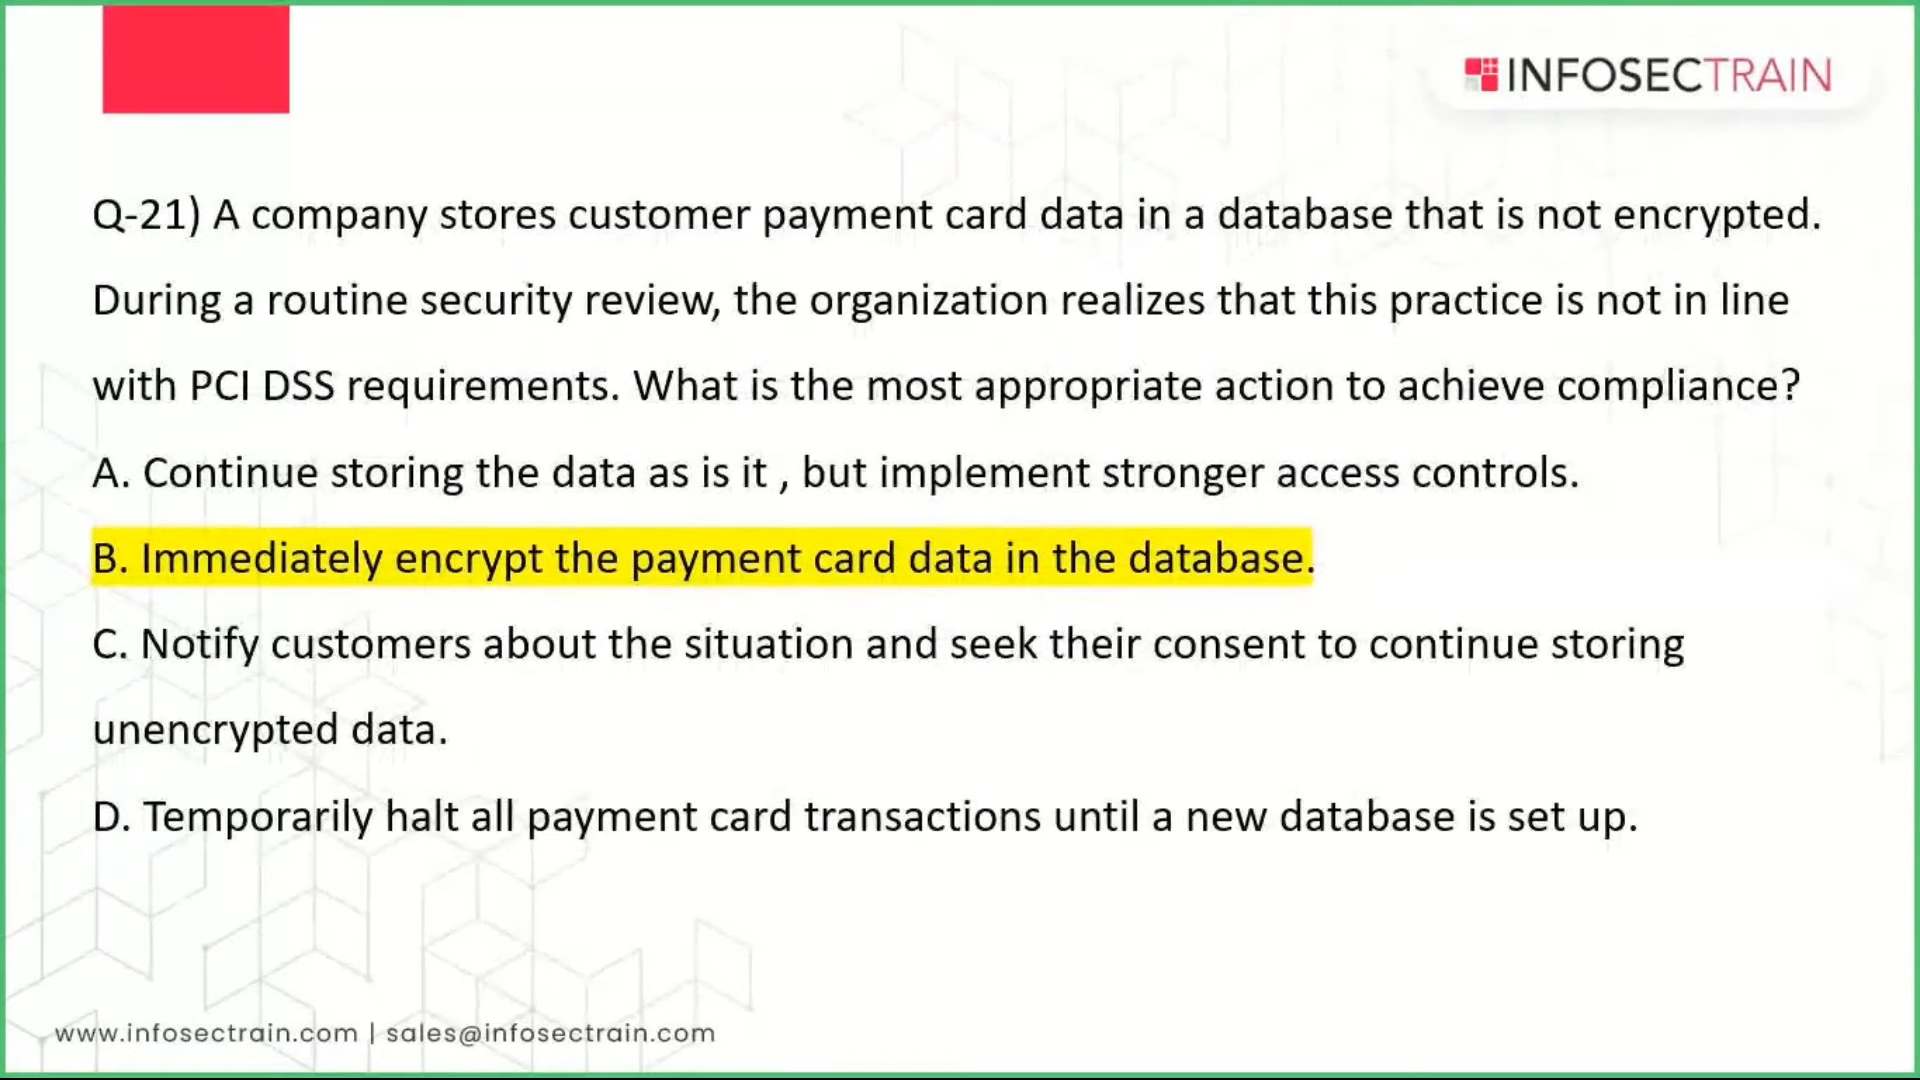 INFOSECTRAIN
Q-21) A company stores customer payment card data in a database that is not encrypted.
During a routine security review, the organization realizes that this practice is not in line
with PCI DSS requirements. What is the most appropriate action to achieve compliance?
A. Continue storing the data as is it , but implement stronger access controls.
B. Immediately encrypt the payment card data in the database.
C. Notify customers about the situation and seek their consent to continue storing
unencrypted data.
D. Temporarily halt all payment card transactions until a new database is set up.
www.infosectrain.com | sales@infosectrain.com